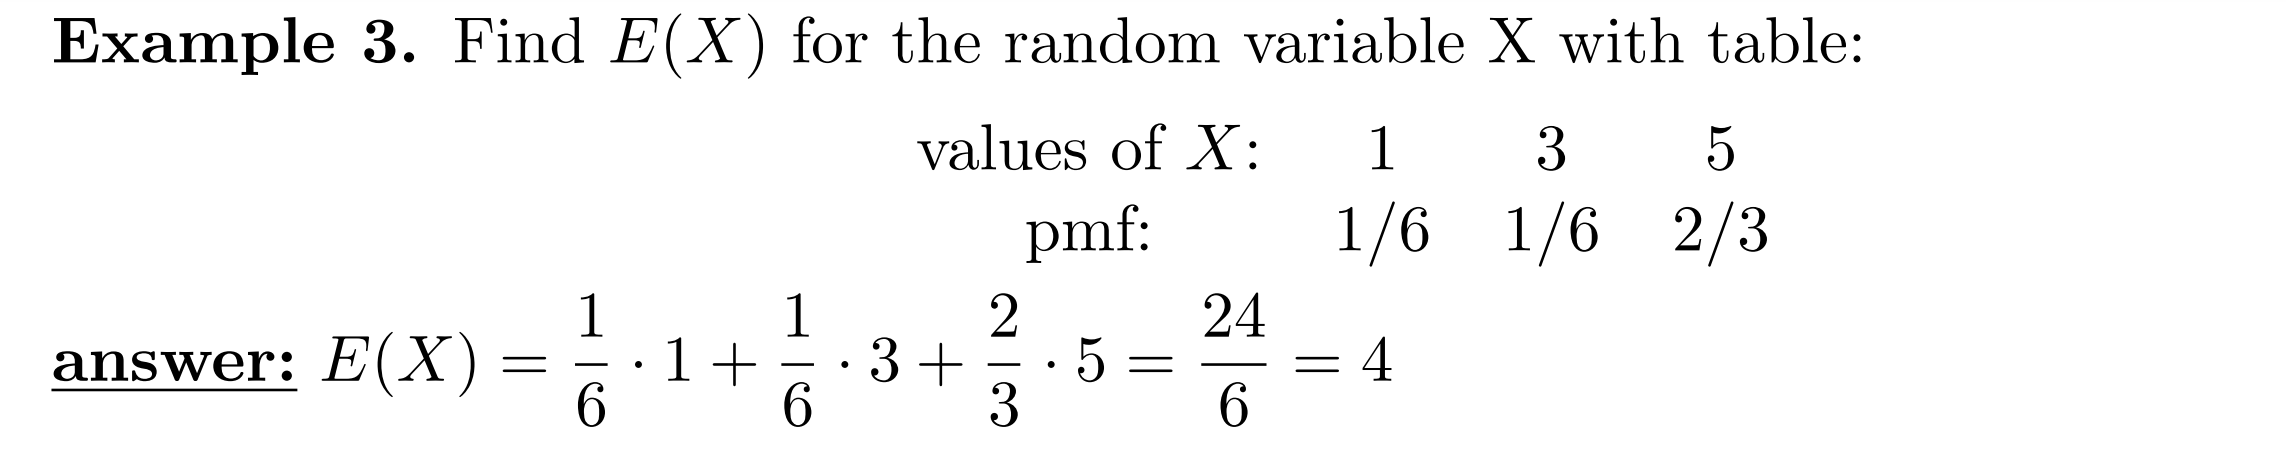 Example 3. Find E(X) for the random variable X with table:
values of X: 1 3 5
pmf: 1/6 1/6 2/3
answer: E(X) = 1/6 · 1 + 1/6 · 3 + 2/3 · 5 = 24/6 = 4